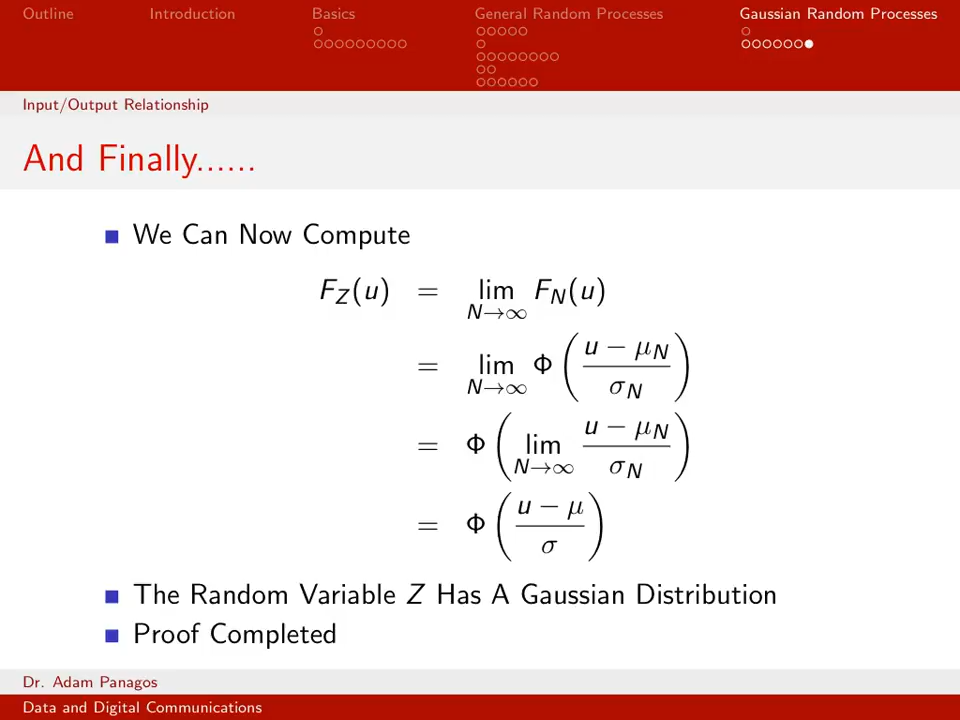 Outline Introduction Basics General Random Processes Gaussian Random Processes
Input/Output Relationship
And Finally......
We Can Now Compute
F_Z(u) = lim_{N→∞} F_N(u)
= lim_{N→∞} Φ((u − μ_N)/σ_N)
= Φ(lim_{N→∞} (u − μ_N)/σ_N)
= Φ((u − μ)/σ)
The Random Variable Z Has A Gaussian Distribution
Proof Completed
Dr. Adam Panagos
Data and Digital Communications